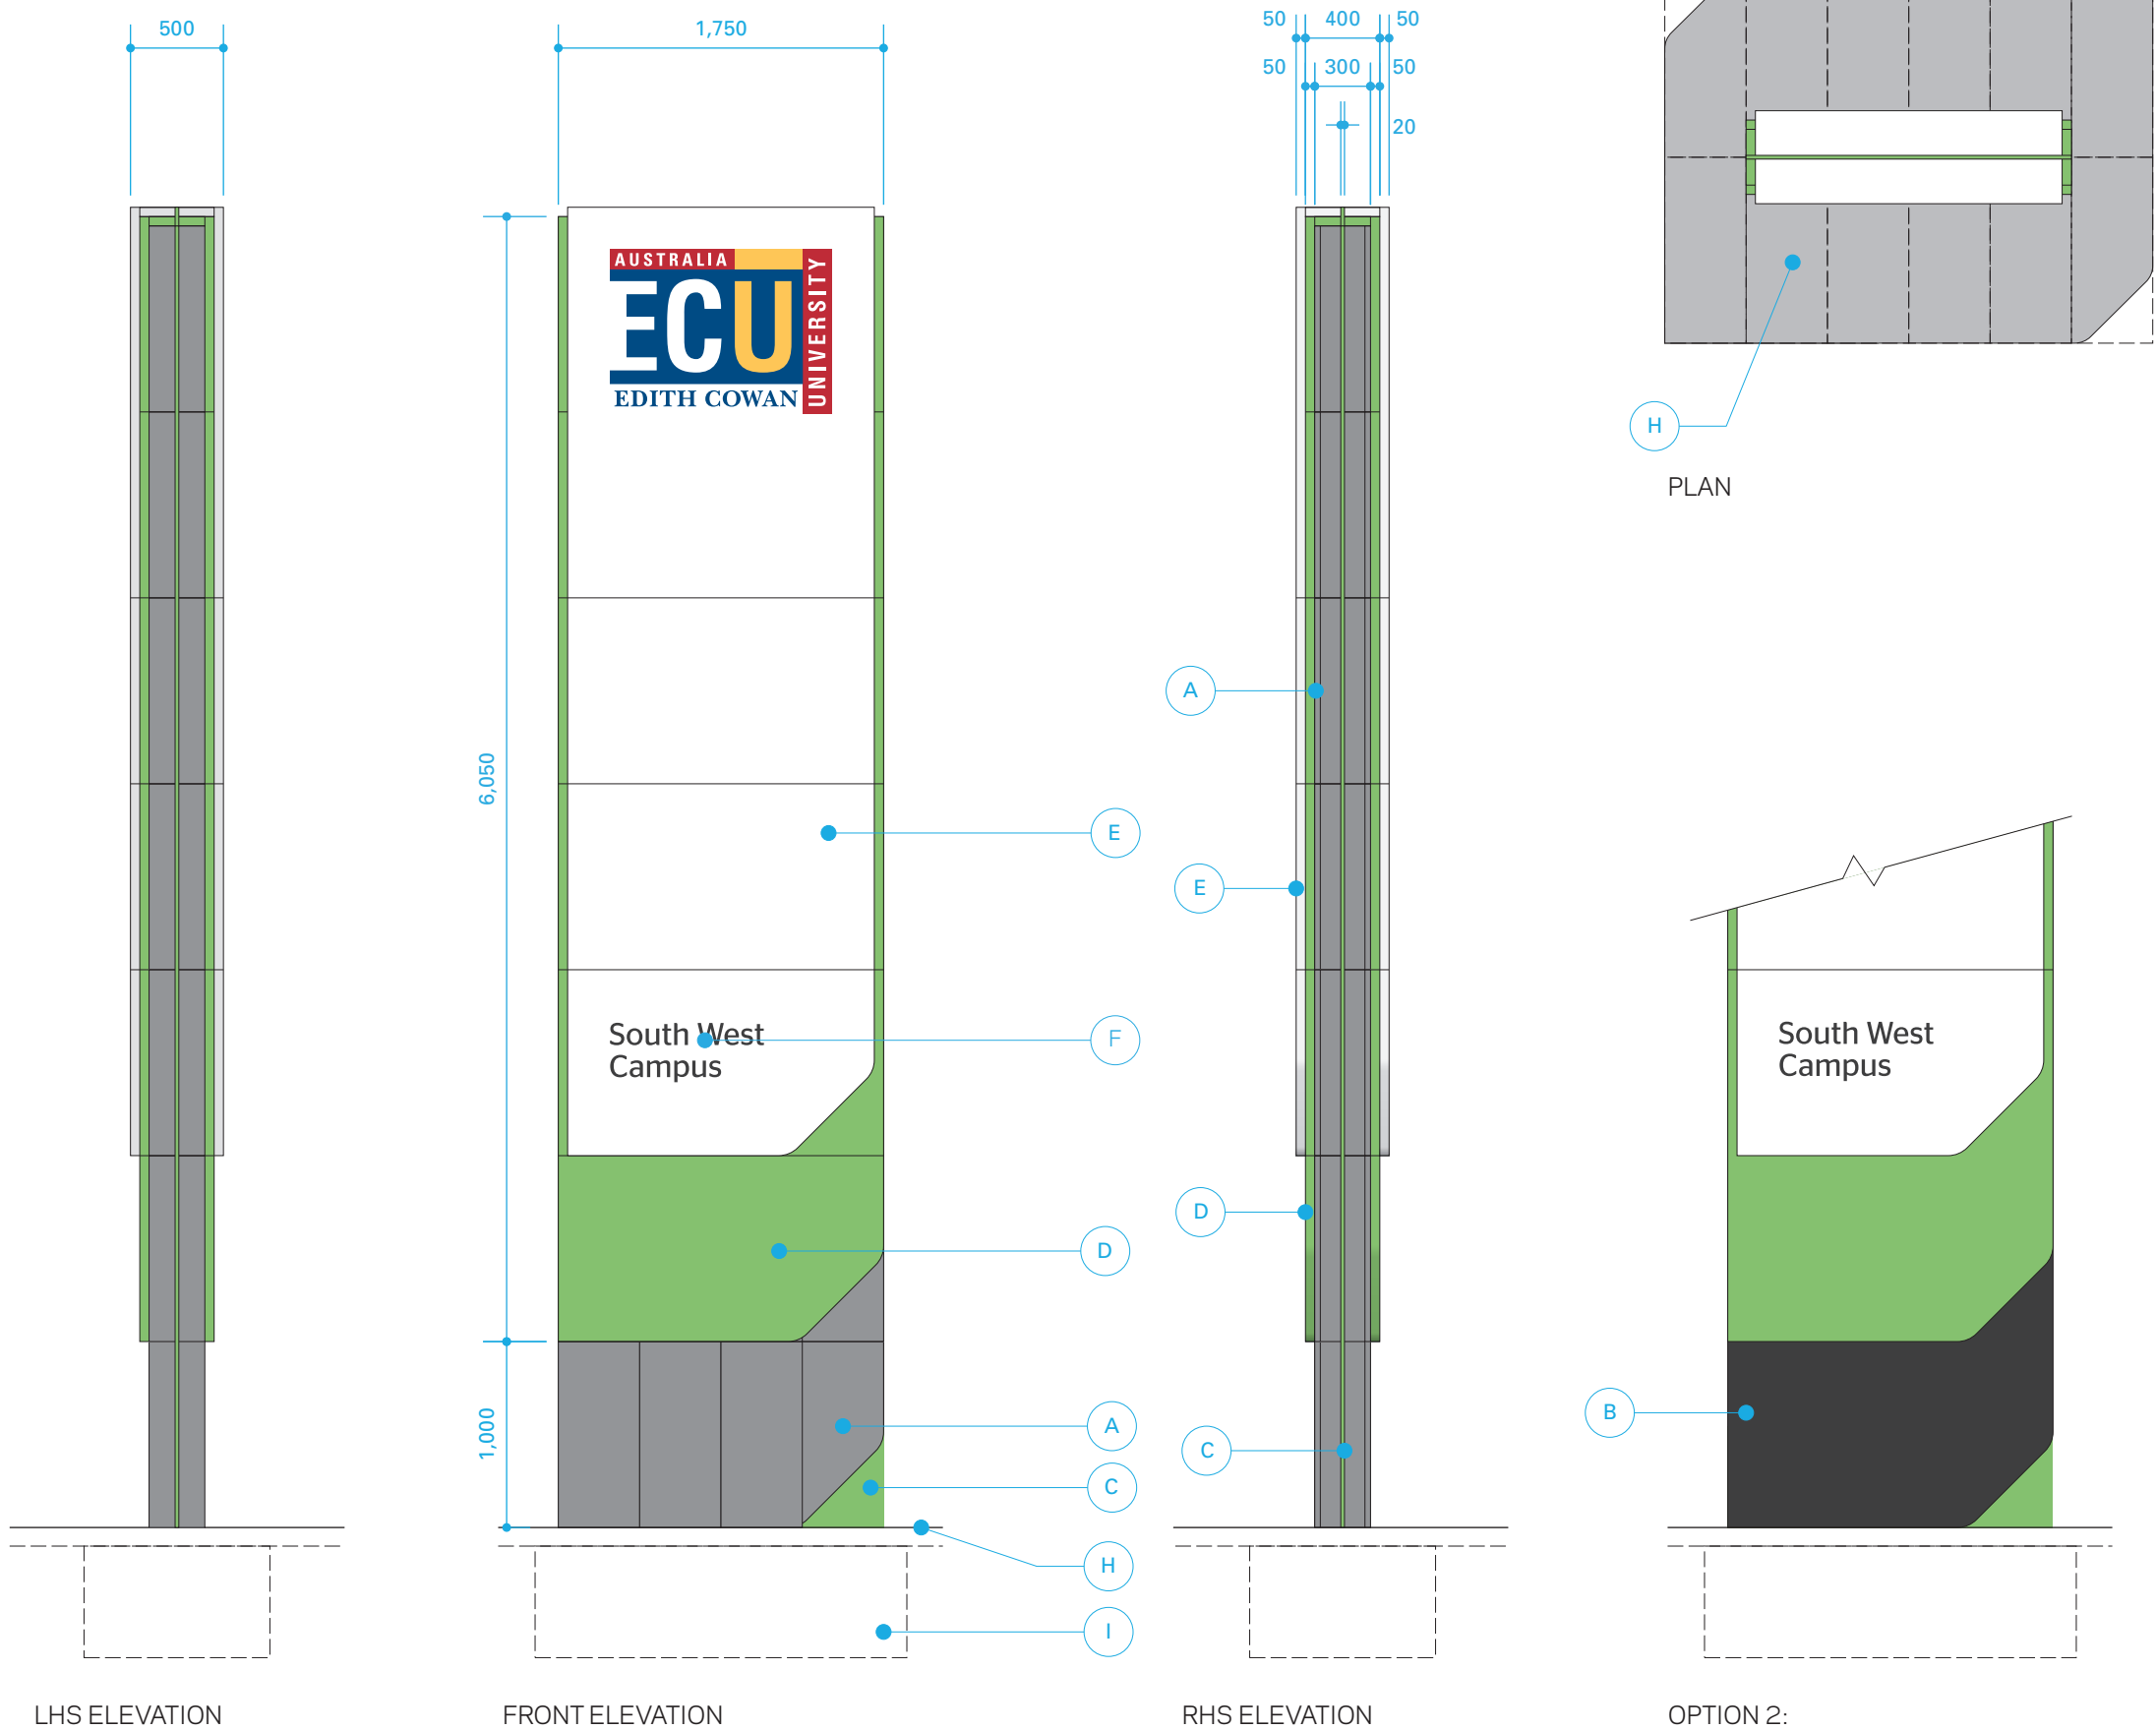 500
1,750
50 400 50
50 300 50
20
AUSTRALIA
ECU
UNIVERSITY
EDITH COWAN
H
PLAN
A
6,050
E
E
South West
Campus
F
South West
Campus
D
D
B
1,000
A
C
C
H
I
LHS ELEVATION
FRONT ELEVATION
RHS ELEVATION
OPTION 2: